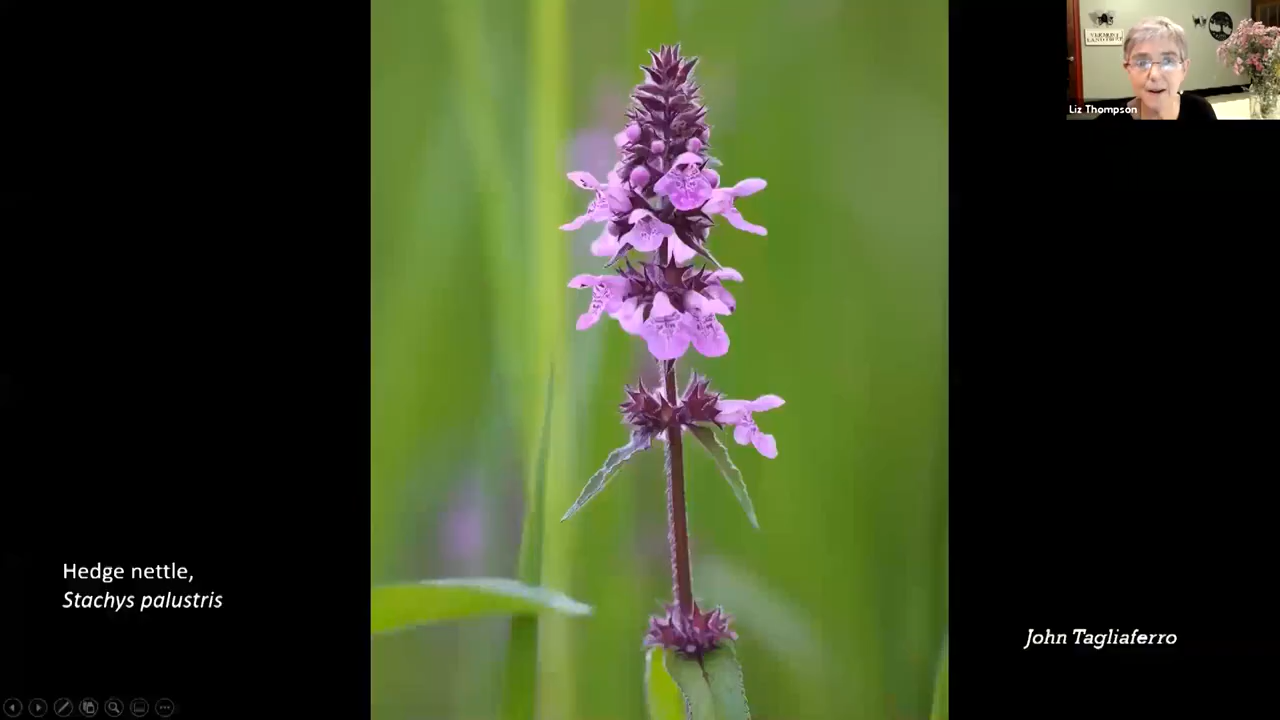 Liz Thompson
Hedge nettle,
Stachys palustris
John Tagliaferro